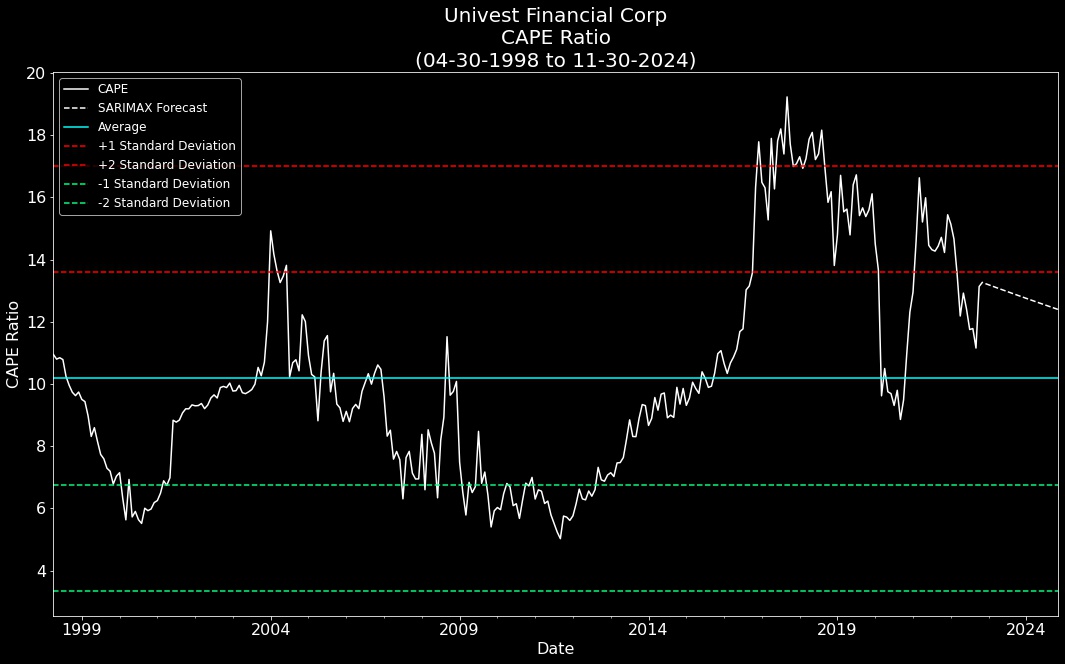 Univest Financial Corp
CAPE Ratio
(04-30-1998 to 11-30-2024)
CAPE
SARIMAX Forecast
Average
+1 Standard Deviation
+2 Standard Deviation
-1 Standard Deviation
-2 Standard Deviation
CAPE Ratio
20
18
16
14
12
10
8
6
4
1999 2004 2009 2014 2019 2024
Date